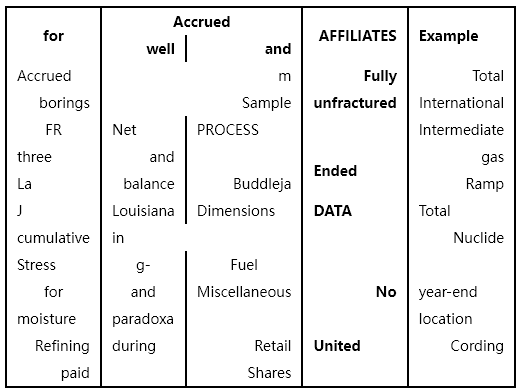 for Accrued AFFILIATES Example
well and
Accrued m Fully Total
borings Sample unfractured International
FR Net PROCESS Intermediate
three and gas
Ended
La balance Buddleja Ramp
J Louisiana Dimensions DATA Total
cumulative in Nuclide
Stress g- Fuel
for and Miscellaneous No year-end
moisture paradoxa location
Refining during Retail United Cording
paid Shares